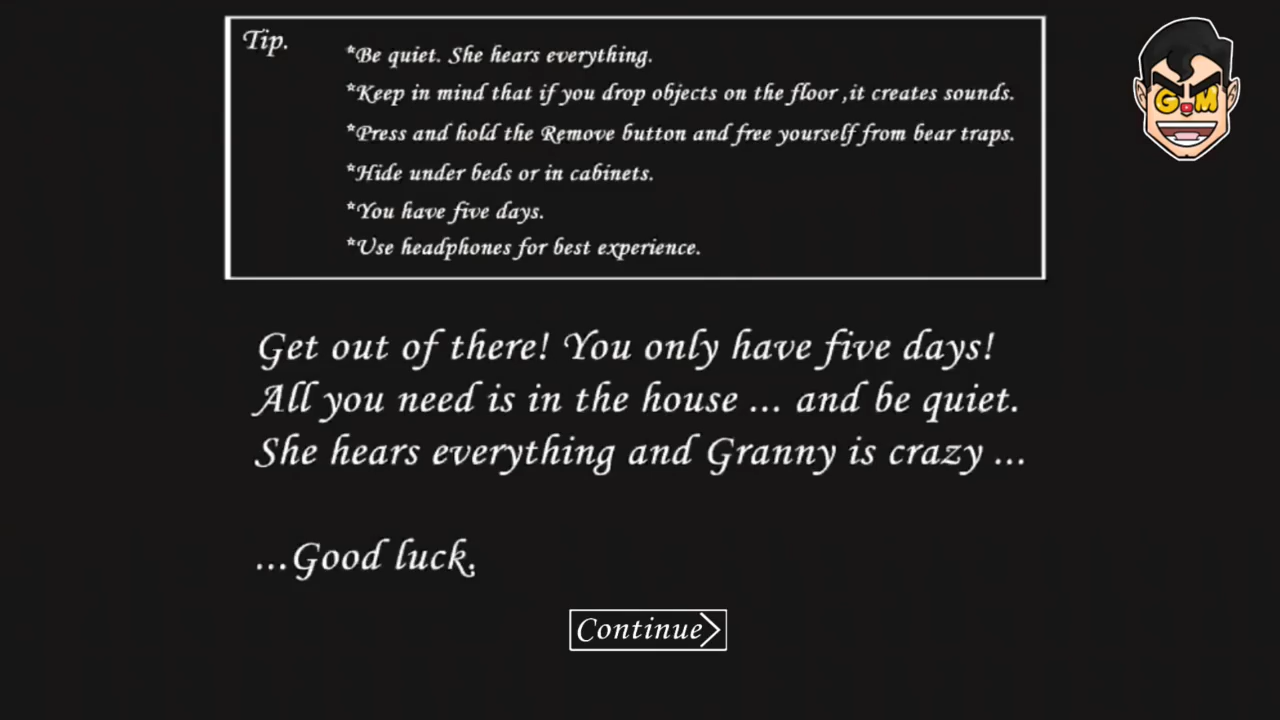 Tip.
*Be quiet. She hears everything.
*Keep in mind that if you drop objects on the floor ,it creates sounds.
*Press and hold the Remove button and free yourself from bear traps.
*Hide under beds or in cabinets.
*You have five days.
*Use headphones for best experience.
GM
Get out of there! You only have five days!
All you need is in the house ... and be quiet.
She hears everything and Granny is crazy ...
...Good luck.
Continue